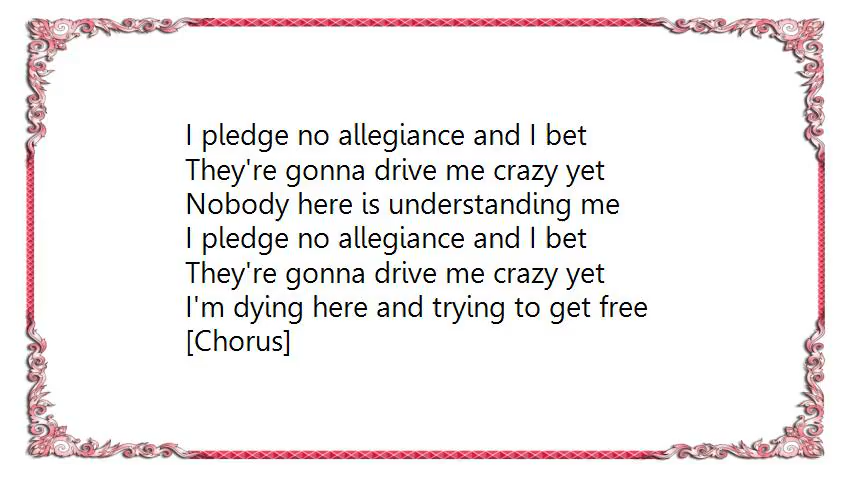 I pledge no allegiance and I bet
They're gonna drive me crazy yet
Nobody here is understanding me
I pledge no allegiance and I bet
They're gonna drive me crazy yet
I'm dying here and trying to get free
[Chorus]